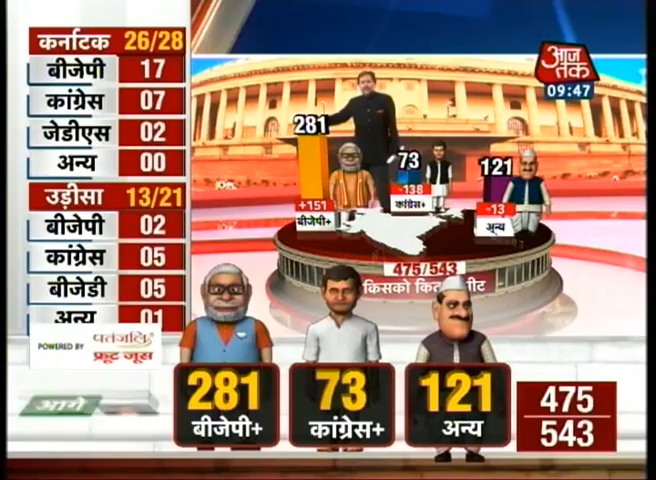 कर्नाटक 26/28
बीजेपी 17
कांग्रेस 07
जेडीएस 02
अन्य 00
उड़ीसा 13/21
बीजेपी 02
कांग्रेस 05
बीजेडी 05
अन्य 01
POWERED BY पतंजलि
फ्रूट जूस
आगे
आज तक
09:47
281
+151
बीजेपी+
73
-138
कांग्रेस+
121
-13
अन्य
475/543
किसको कित सीट
281 73 121
बीजेपी+ कांग्रेस+ अन्य
475
543